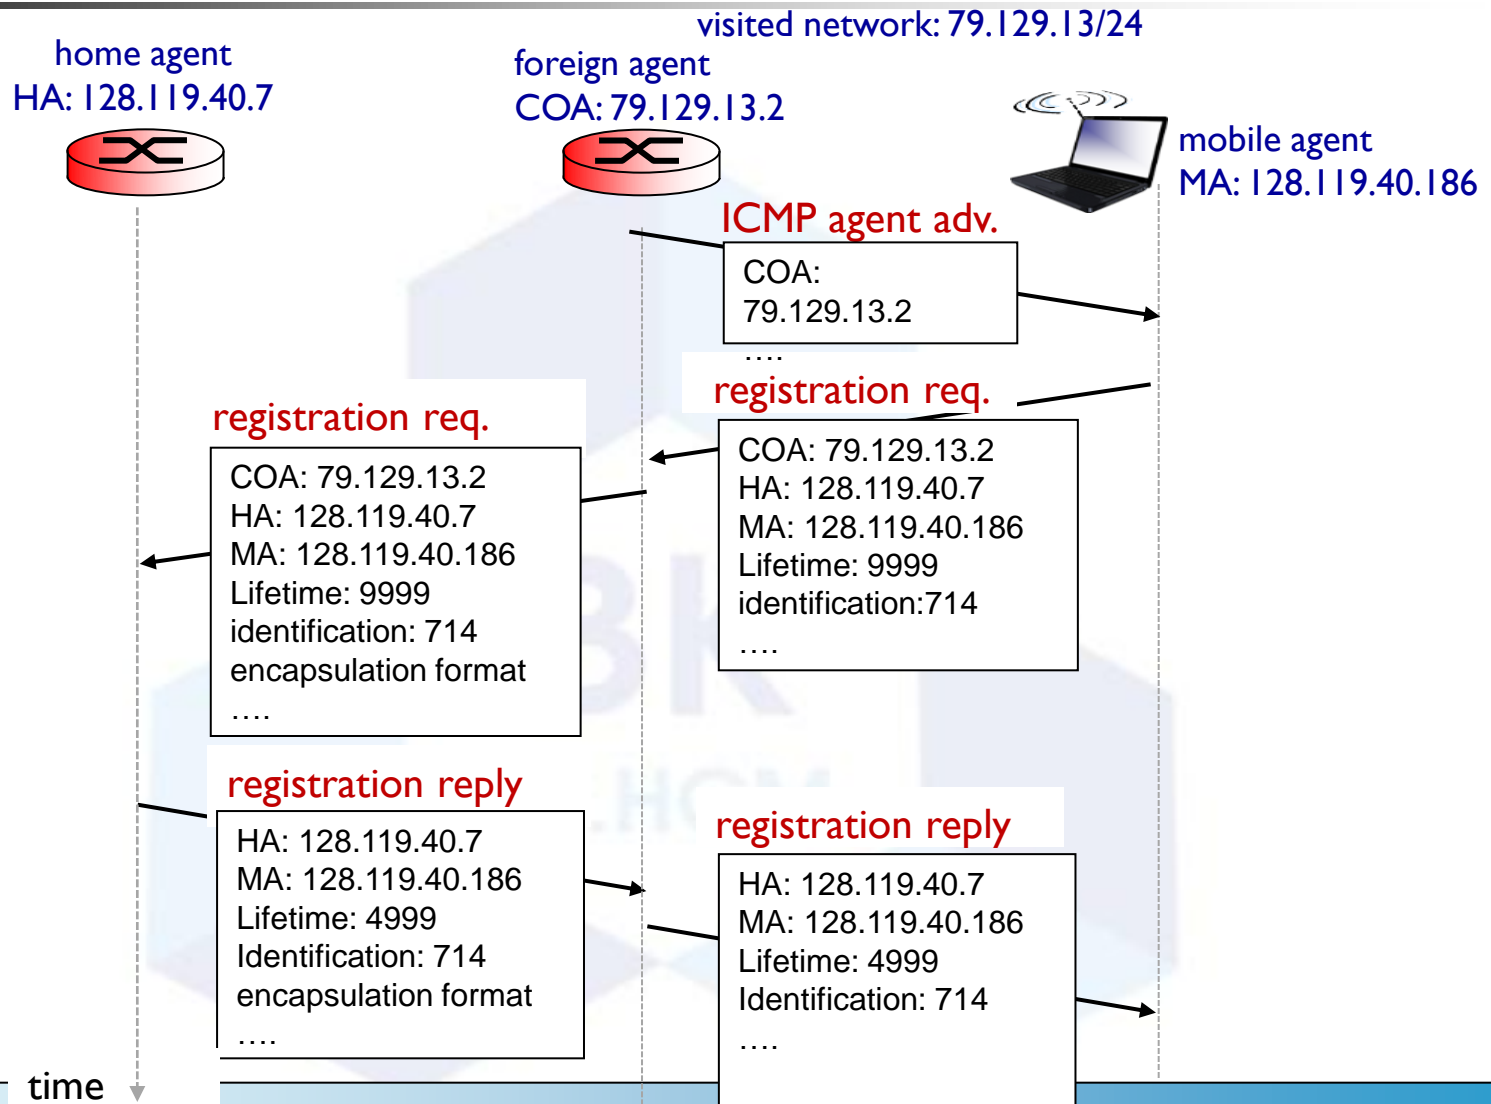 visited network: 79.129.13/24
home agent
HA: 128.119.40.7
foreign agent
COA: 79.129.13.2
mobile agent
MA: 128.119.40.186
ICMP agent adv.
COA:
79.129.13.2
....
registration req.
COA: 79.129.13.2
HA: 128.119.40.7
MA: 128.119.40.186
Lifetime: 9999
identification:714
....
registration req.
COA: 79.129.13.2
HA: 128.119.40.7
MA: 128.119.40.186
Lifetime: 9999
identification: 714
encapsulation format
....
registration reply
HA: 128.119.40.7
MA: 128.119.40.186
Lifetime: 4999
Identification: 714
encapsulation format
....
registration reply
HA: 128.119.40.7
MA: 128.119.40.186
Lifetime: 4999
Identification: 714
....
time
BK